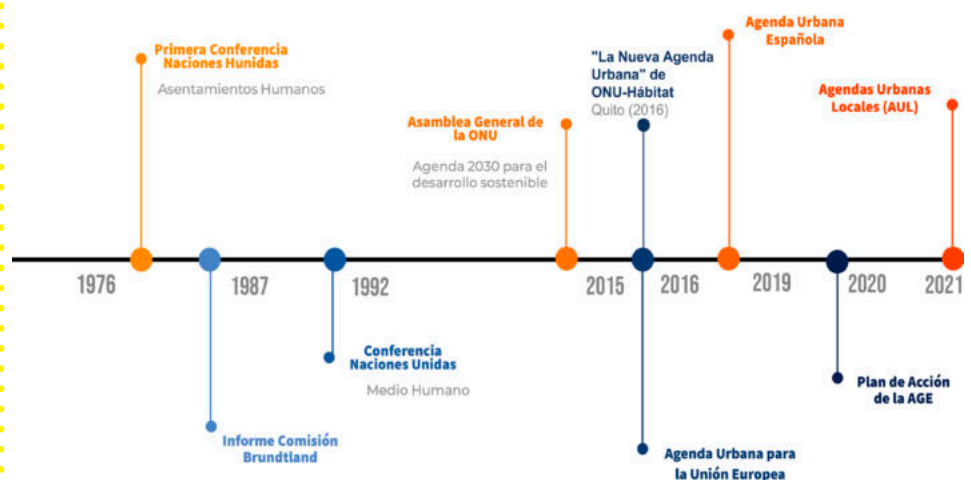 Primera Conferencia
Naciones Hunidas
Asentamientos Humanos
Asamblea General de
la ONU
Agenda 2030 para el
desarrollo sostenible
"La Nueva Agenda
Urbana" de
ONU-Hábitat
Quito (2016)
Agenda Urbana
Española
Agendas Urbanas
Locales (AUL)
1976
1987
1992
2015
2016
2019
2020
2021
Informe Comisión
Brundtland
Conferencia
Naciones Unidas
Medio Humano
Agenda Urbana para
la Unión Europea
Plan de Acción
de la AGE